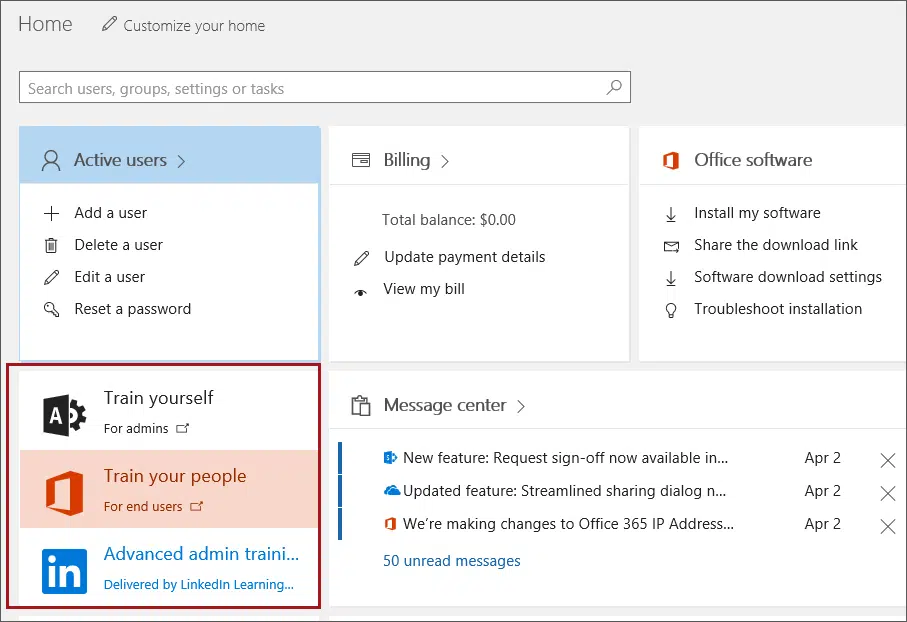 Home
Customize your home
Search users, groups, settings or tasks
Active users
Add a user
Delete a user
Edit a user
Reset a password
Billing
Total balance: $0.00
Update payment details
View my bill
Office software
Install my software
Share the download link
Software download settings
Troubleshoot installation
Train yourself
For admins
Train your people
For end users
Advanced admin traini...
Delivered by LinkedIn Learning...
Message center
New feature: Request sign-off now available in... Apr 2
Updated feature: Streamlined sharing dialog n... Apr 2
We’re making changes to Office 365 IP Address... Apr 2
50 unread messages